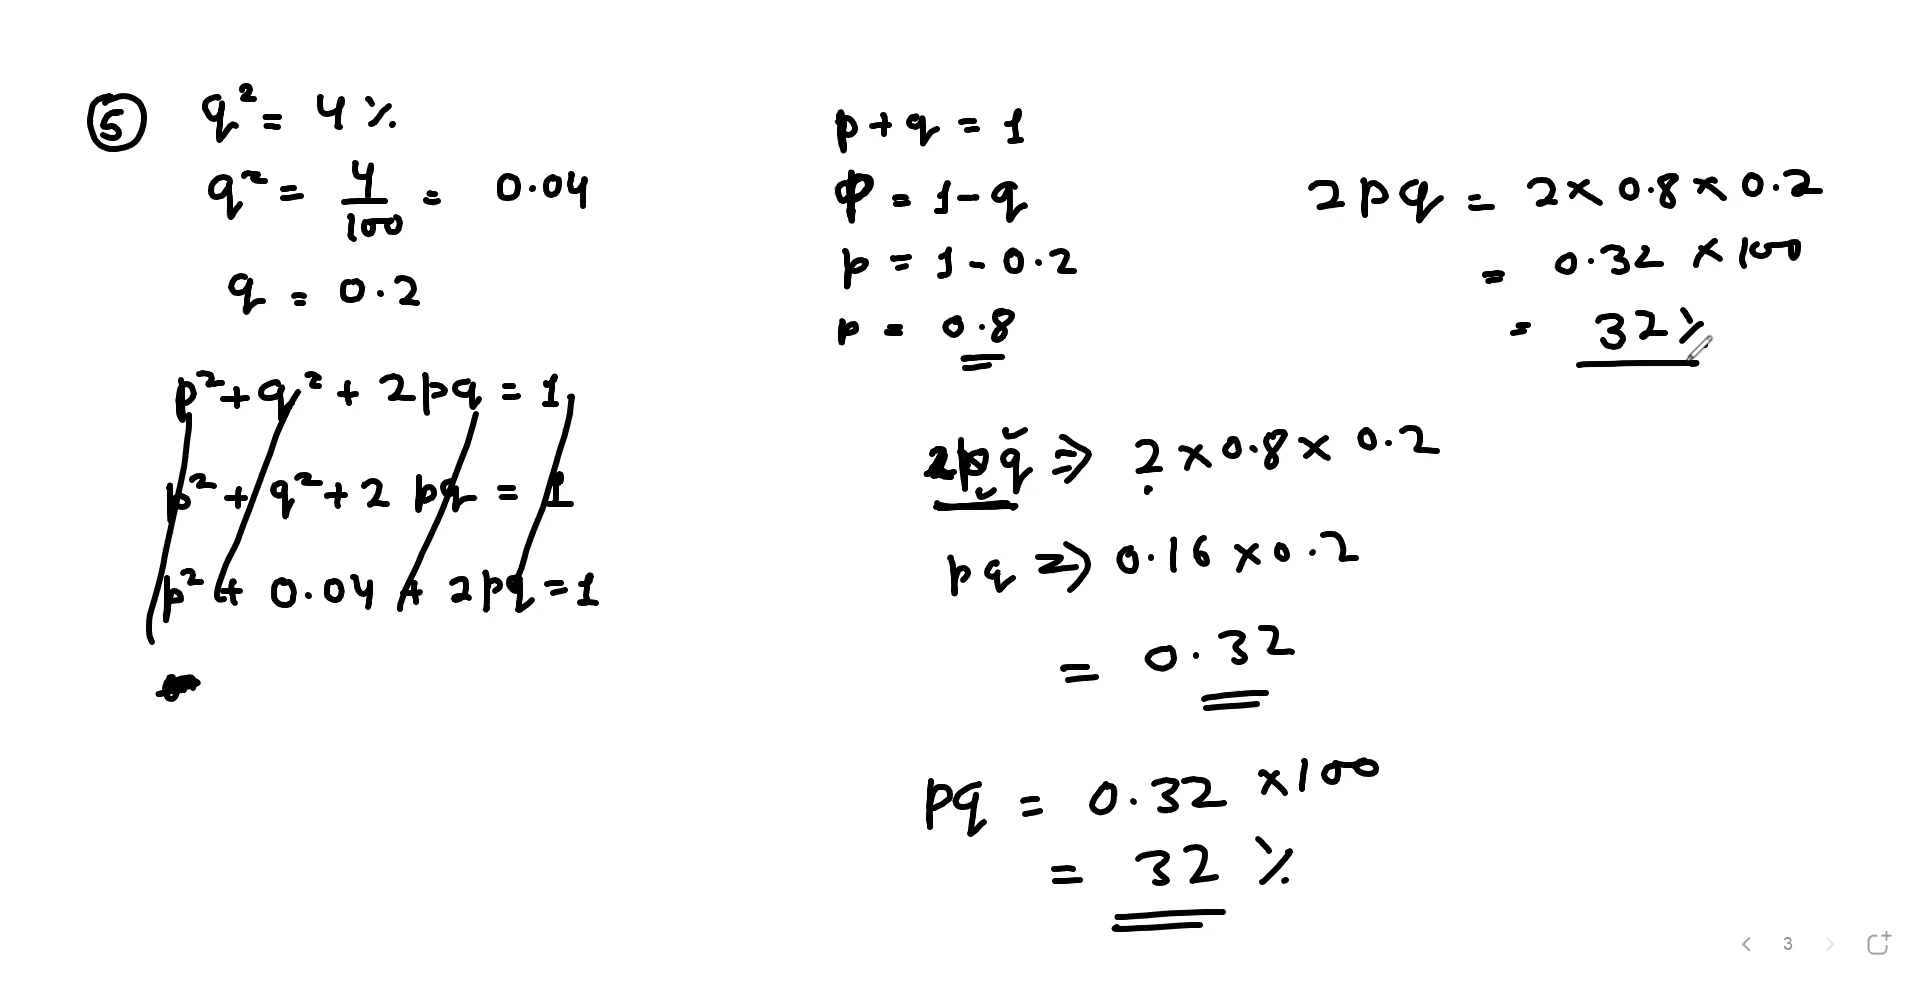 5 q² = 4 %
q² = 4/100 = 0.04
q = 0.2
p² + q² + 2pq = 1
p² + q² + 2 pq = 1
p² + 0.04 + 2pq = 1
p + q = 1
p = 1 - q
p = 1 - 0.2
p = 0.8
2pq ⇒ 2 × 0.8 × 0.2
pq ⇒ 0.16 × 0.2
= 0.32
pq = 0.32 × 100
= 32 %
2pq = 2 × 0.8 × 0.2
= 0.32 × 100
= 32 %
3